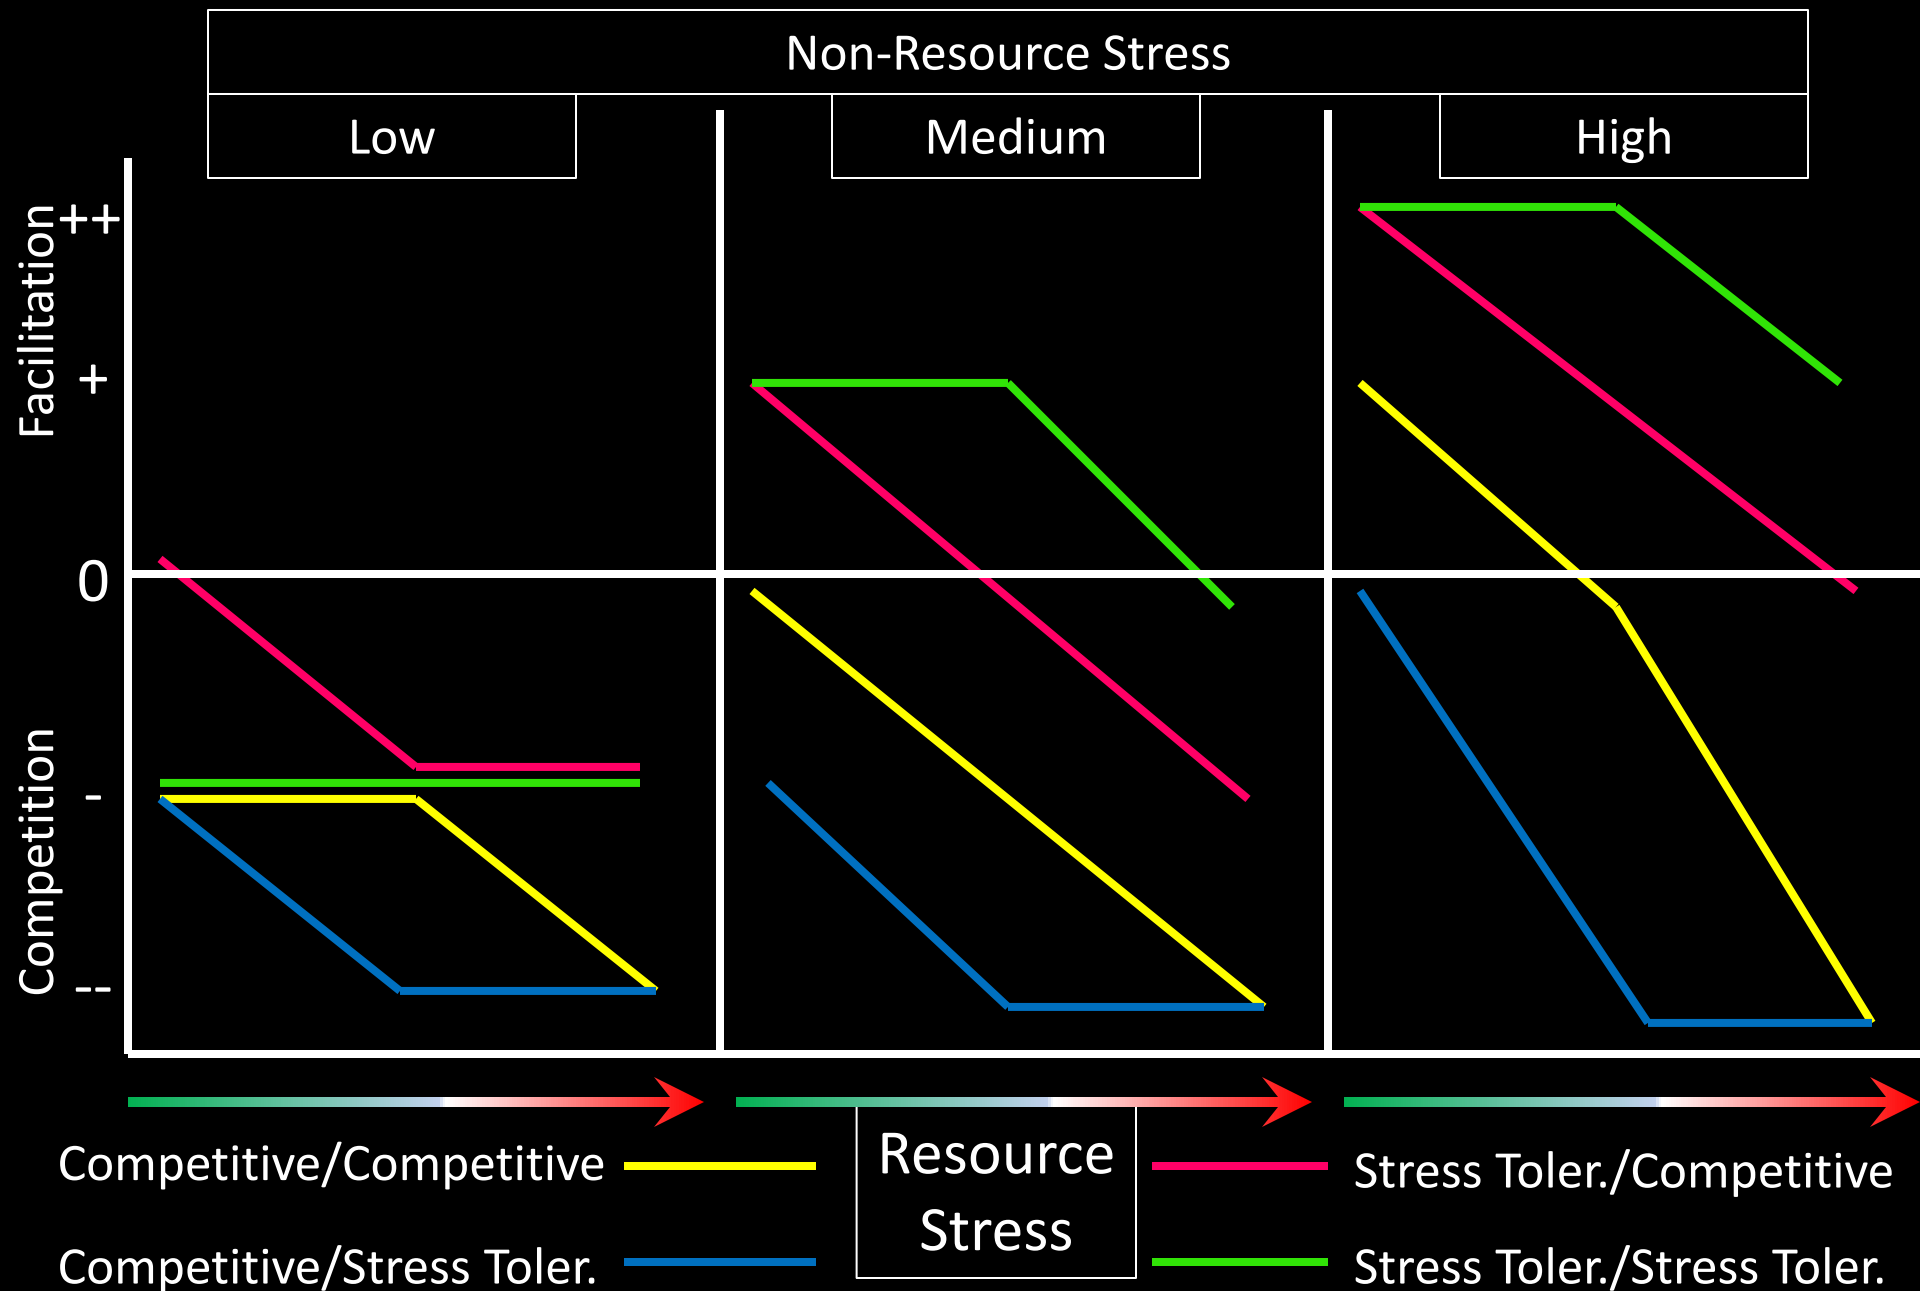 Non-Resource Stress
Low
Medium
High
Facilitation
++
+
0
Competition
-
--
Competitive/Competitive
Resource
Stress
Stress Toler./Competitive
Competitive/Stress Toler.
Stress Toler./Stress Toler.